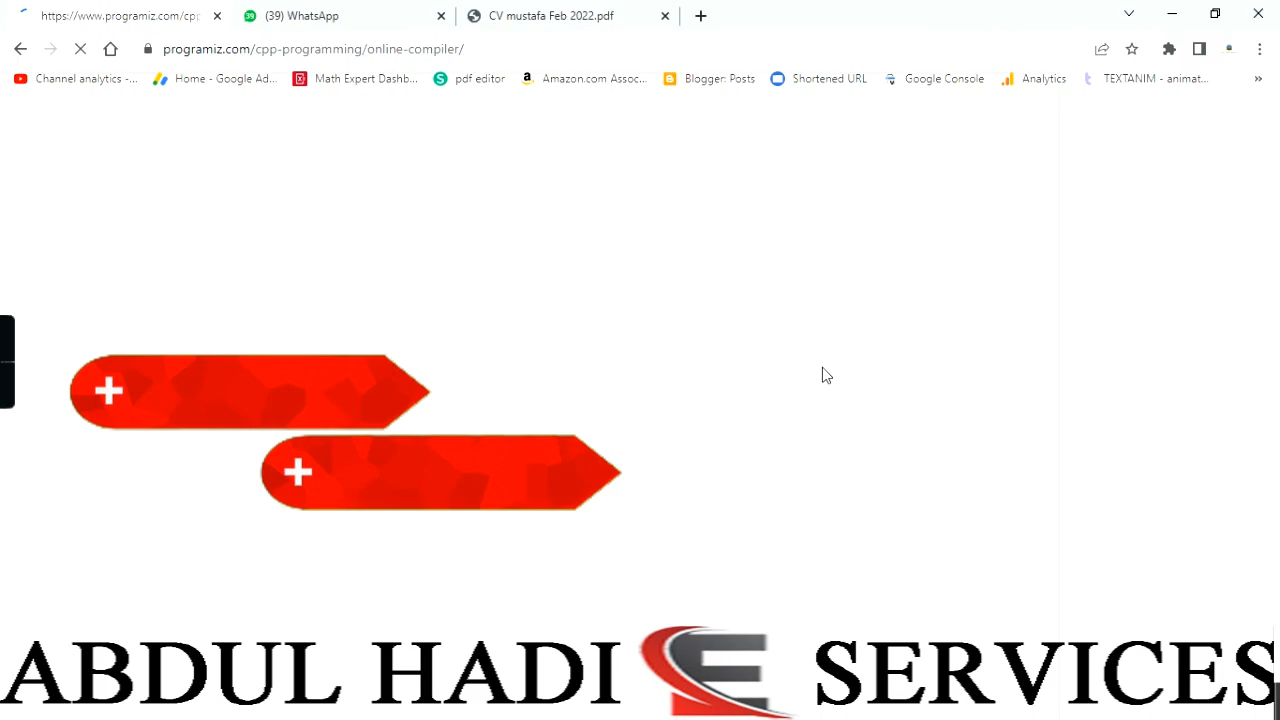 https://www.programiz.com/cpp
(39) WhatsApp
CV mustafa Feb 2022.pdf
programiz.com/cpp-programming/online-compiler/
Channel analytics -...
Home - Google Ad...
Math Expert Dashb...
pdf editor
Amazon.com Assoc...
Blogger Posts
Shortened URL
Google Console
Analytics
TEXTANIM - animat...
ABDUL HADI E SERVICES